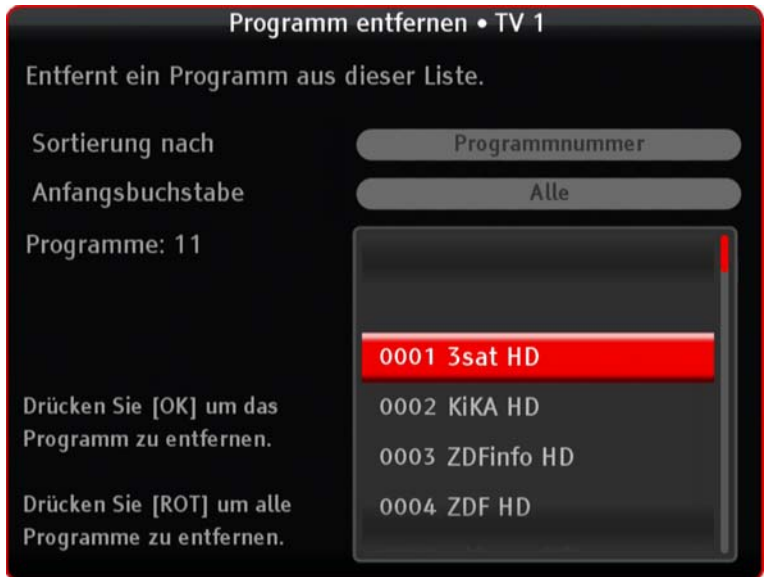 Programm entfernen • TV 1
Entfernt ein Programm aus dieser Liste.
Sortierung nach
Programmnummer
Anfangsbuchstabe
Alle
Programme: 11
0001 3sat HD
0002 KiKA HD
0003 ZDFinfo HD
0004 ZDF HD
Drücken Sie [OK] um das
Programm zu entfernen.
Drücken Sie [ROT] um alle
Programme zu entfernen.